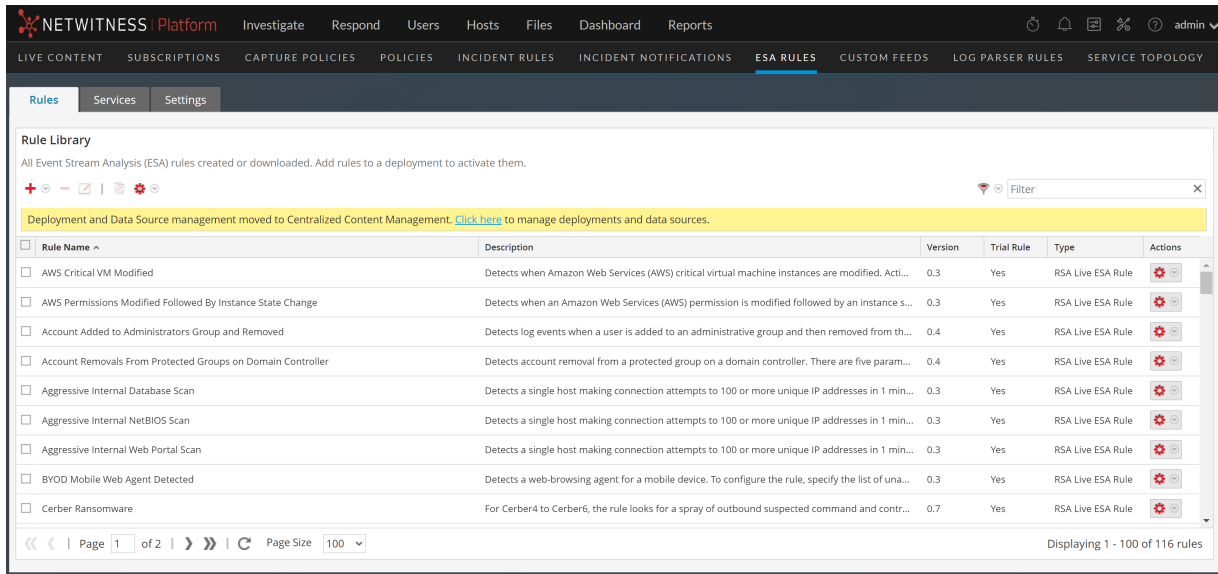 NETWITNESS Platform Investigate Respond Users Hosts Files Dashboard Reports admin
LIVE CONTENT SUBSCRIPTIONS CAPTURE POLICIES POLICIES INCIDENT RULES INCIDENT NOTIFICATIONS ESA RULES CUSTOM FEEDS LOG PARSER RULES SERVICE TOPOLOGY
Rules Services Settings
Rule Library
All Event Stream Analysis (ESA) rules created or downloaded. Add rules to a deployment to activate them.
Filter
Deployment and Data Source management moved to Centralized Content Management. Click here to manage deployments and data sources.
Rule Name Description Version Trial Rule Type Actions
AWS Critical VM Modified Detects when Amazon Web Services (AWS) critical virtual machine instances are modified. Acti... 0.3 Yes RSA Live ESA Rule
AWS Permissions Modified Followed By Instance State Change Detects when an Amazon Web Services (AWS) permission is modified followed by an instance s... 0.3 Yes RSA Live ESA Rule
Account Added to Administrators Group and Removed Detects log events when a user is added to an administrative group and then removed from th... 0.4 Yes RSA Live ESA Rule
Account Removals From Protected Groups on Domain Controller Detects account removal from a protected group on a domain controller. There are five param... 0.4 Yes RSA Live ESA Rule
Aggressive Internal Database Scan Detects a single host making connection attempts to 100 or more unique IP addresses in 1 min... 0.3 Yes RSA Live ESA Rule
Aggressive Internal NetBIOS Scan Detects a single host making connection attempts to 100 or more unique IP addresses in 1 min... 0.3 Yes RSA Live ESA Rule
Aggressive Internal Web Portal Scan Detects a single host making connection attempts to 100 or more unique IP addresses in 1 min... 0.3 Yes RSA Live ESA Rule
BYOD Mobile Web Agent Detected Detects a web-browsing agent for a mobile device. To configure the rule, specify the list of una... 0.3 Yes RSA Live ESA Rule
Cerber Ransomware For Cerber4 to Cerber6, the rule looks for a spray of outbound suspected command and contr... 0.7 Yes RSA Live ESA Rule
Page 1 of 2 Page Size 100 Displaying 1 - 100 of 116 rules